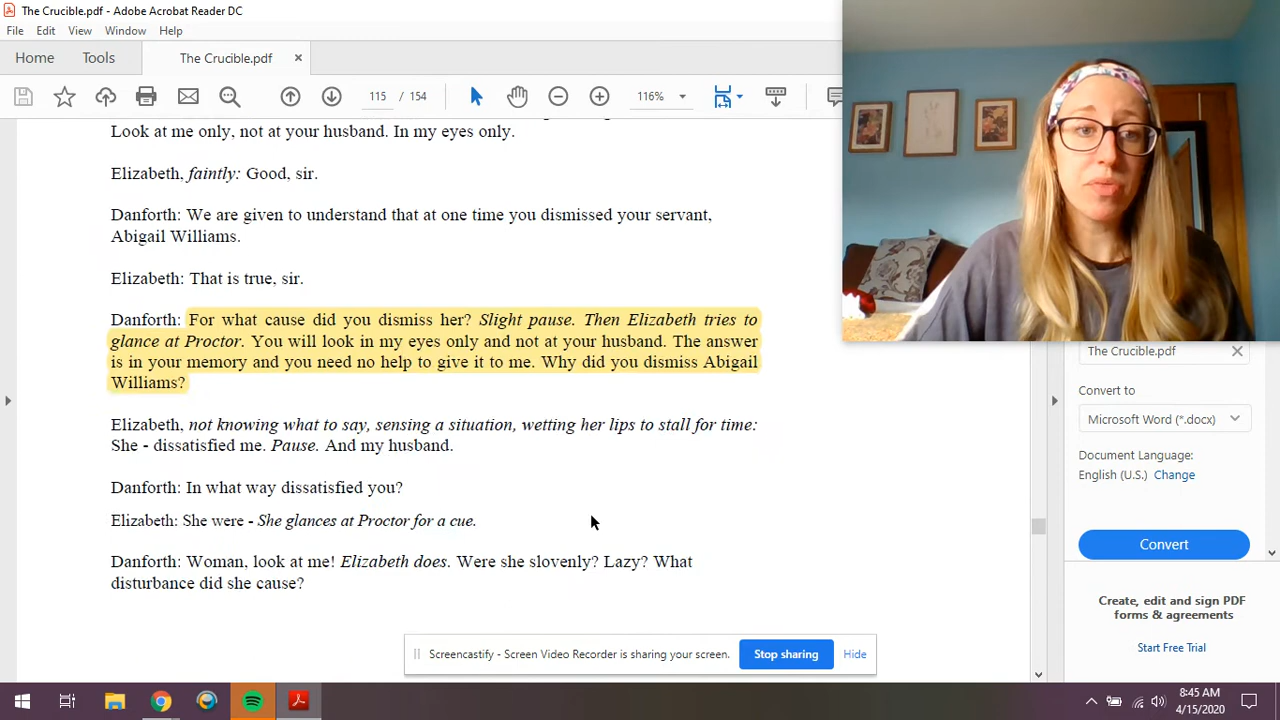 The Crucible.pdf - Adobe Acrobat Reader DC
File Edit View Window Help
Home Tools The Crucible.pdf ×
115 / 154 116%
Look at me only, not at your husband. In my eyes only.
Elizabeth, faintly: Good, sir.
Danforth: We are given to understand that at one time you dismissed your servant,
Abigail Williams.
Elizabeth: That is true, sir.
Danforth: For what cause did you dismiss her? Slight pause. Then Elizabeth tries to
glance at Proctor. You will look in my eyes only and not at your husband. The answer
is in your memory and you need no help to give it to me. Why did you dismiss Abigail
Williams?
Elizabeth, not knowing what to say, sensing a situation, wetting her lips to stall for time:
She - dissatisfied me. Pause. And my husband.
Danforth: In what way dissatisfied you?
Elizabeth: She were - She glances at Proctor for a cue.
Danforth: Woman, look at me! Elizabeth does. Were she slovenly? Lazy? What
disturbance did she cause?
The Crucible.pdf
Convert to
Microsoft Word (*.docx)
Document Language:
English (U.S.) Change
Convert
Create, edit and sign PDF
forms & agreements
Start Free Trial
Screencastify - Screen Video Recorder is sharing your screen. Stop sharing Hide
8:45 AM
4/15/2020